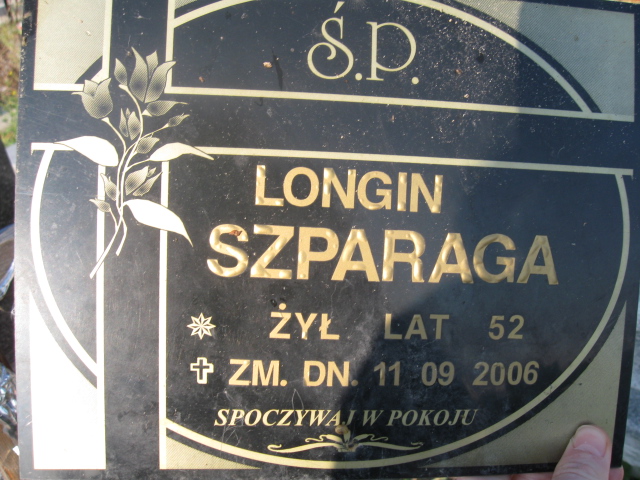 Ś.P.
LONGIN
SZPARAGA
ŻYŁ LAT 52
ZM. DN. 11 09 2006
SPOCZYWAJ W POKOJU